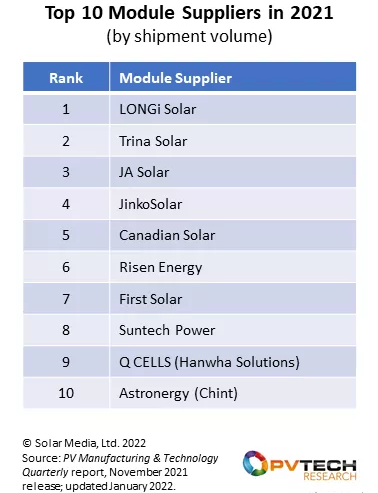 Top 10 Module Suppliers in 2021
(by shipment volume)
Rank Module Supplier
1 LONGi Solar
2 Trina Solar
3 JA Solar
4 JinkoSolar
5 Canadian Solar
6 Risen Energy
7 First Solar
8 Suntech Power
9 Q CELLS (Hanwha Solutions)
10 Astronergy (Chint)
© Solar Media, Ltd. 2022
Source: PV Manufacturing & Technology
Quarterly report, November 2021
release; updated January 2022.
PVTECH
RESEARCH